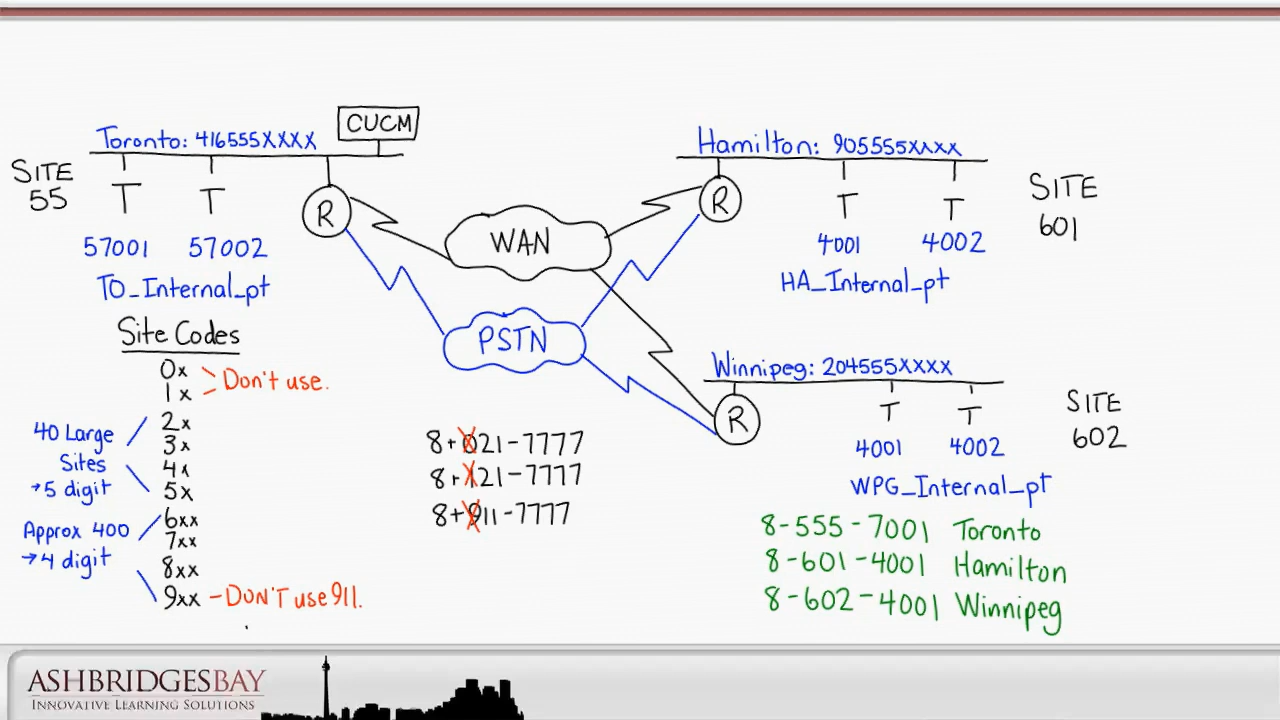 CUCM
Toronto: 416555XXXX
SITE
55
T T
R
57001 57002
TO_Internal_pt
WAN
PSTN
Hamilton: 905555XXXX
R
T T
4001 4002
HA_Internal_pt
SITE
601
Winnipeg: 204555XXXX
R
T T
4001 4002
WPG_Internal_pt
SITE
602
Site Codes
0x
1x
Don't use.
2x
3x
4x
5x
40 Large
Sites
→5 digit
6xx
7xx
8xx
9xx - DON'T use 911.
Approx 400
→4 digit
8+021-7777
8+121-7777
8+911-7777
8-555-7001 Toronto
8-601-4001 Hamilton
8-602-4001 Winnipeg
ASHBRIDGESBAY
INNOVATIVE LEARNING SOLUTIONS